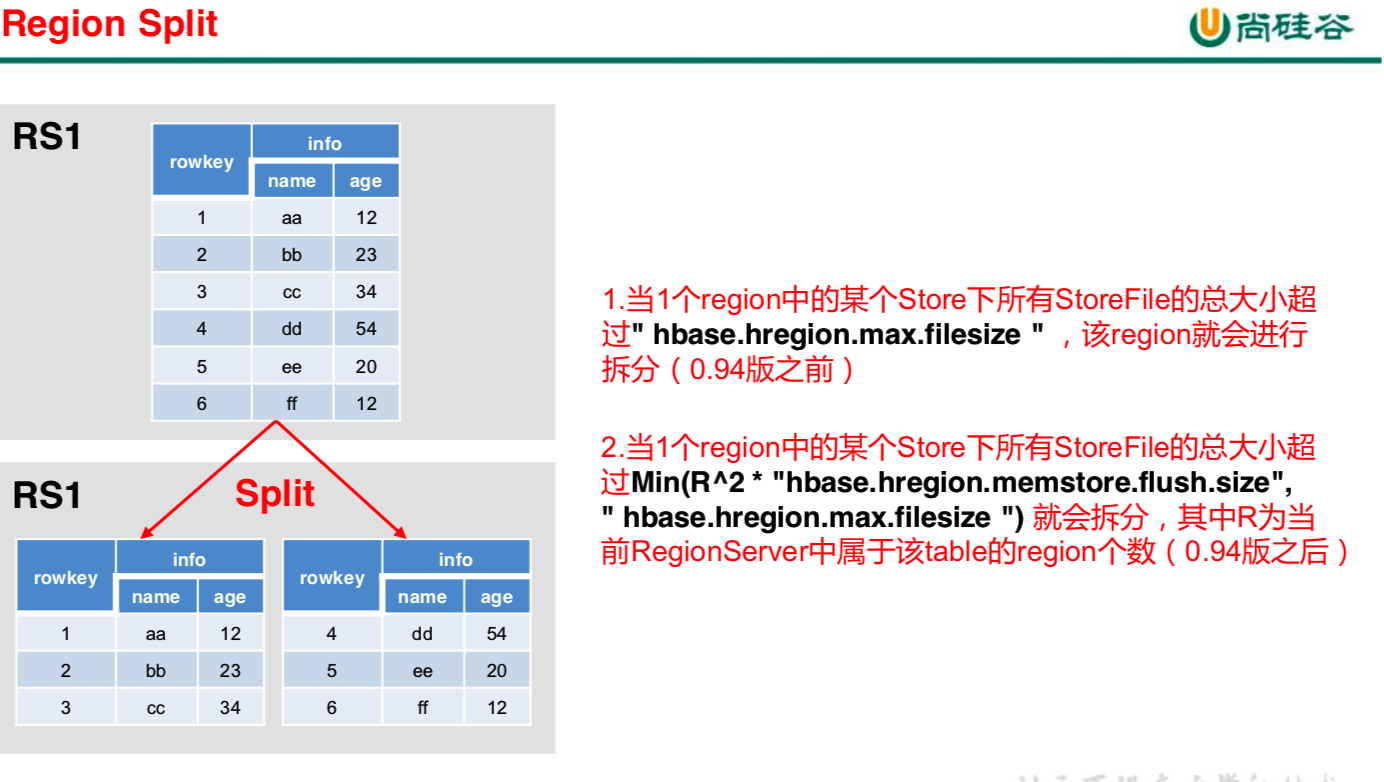 Region Split
尚硅谷
RS1
rowkey info
name age
1 aa 12
2 bb 23
3 cc 34
4 dd 54
5 ee 20
6 ff 12
1.当1个region中的某个Store下所有StoreFile的总大小超
过" hbase.hregion.max.filesize "，该region就会进行
拆分（0.94版之前）
2.当1个region中的某个Store下所有StoreFile的总大小超
过Min(R^2 * "hbase.hregion.memstore.flush.size",
" hbase.hregion.max.filesize ") 就会拆分，其中R为当
前RegionServer中属于该table的region个数（0.94版之后）
RS1
Split
rowkey info
name age
1 aa 12
2 bb 23
3 cc 34
rowkey info
name age
4 dd 54
5 ee 20
6 ff 12